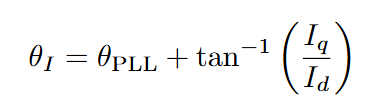 θ_I = θ_PLL + tan⁻¹ (I_q / I_d)